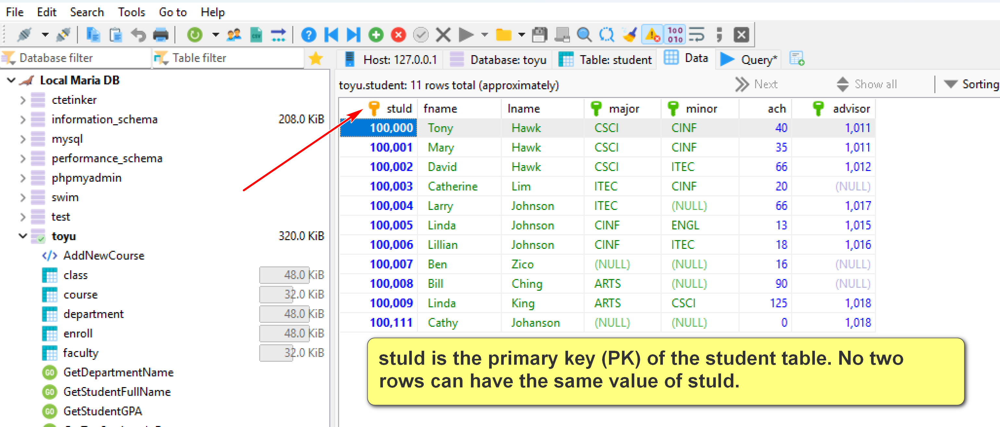 File Edit Search Tools Go to Help
csv ? 100 010 ;
Database filter Table filter Host: 127.0.0.1 Database: toyu Table: student Data Query*
Local Maria DB
ctetinker
information_schema 208.0 KiB
mysql
performance_schema
phpmyadmin
swim
test
toyu 320.0 KiB
AddNewCourse
class 48.0 KiB
course 32.0 KiB
department 48.0 KiB
enroll 48.0 KiB
faculty 32.0 KiB
GO GetDepartmentName
GO GetStudentFullName
GO GetStudentGPA
toyu.student: 11 rows total (approximately) Next Show all Sorting
stuId fname lname major minor ach advisor
100,000 Tony Hawk CSCI CINF 40 1,011
100,001 Mary Hawk CSCI CINF 35 1,011
100,002 David Hawk CSCI ITEC 66 1,012
100,003 Catherine Lim ITEC CINF 20 (NULL)
100,004 Larry Johnson ITEC (NULL) 66 1,017
100,005 Linda Johnson CINF ENGL 13 1,015
100,006 Lillian Johnson CINF ITEC 18 1,016
100,007 Ben Zico (NULL) (NULL) 16 (NULL)
100,008 Bill Ching ARTS (NULL) 90 (NULL)
100,009 Linda King ARTS CSCI 125 1,018
100,111 Cathy Johanson (NULL) (NULL) 0 1,018
stuId is the primary key (PK) of the student table. No two
rows can have the same value of stuId.